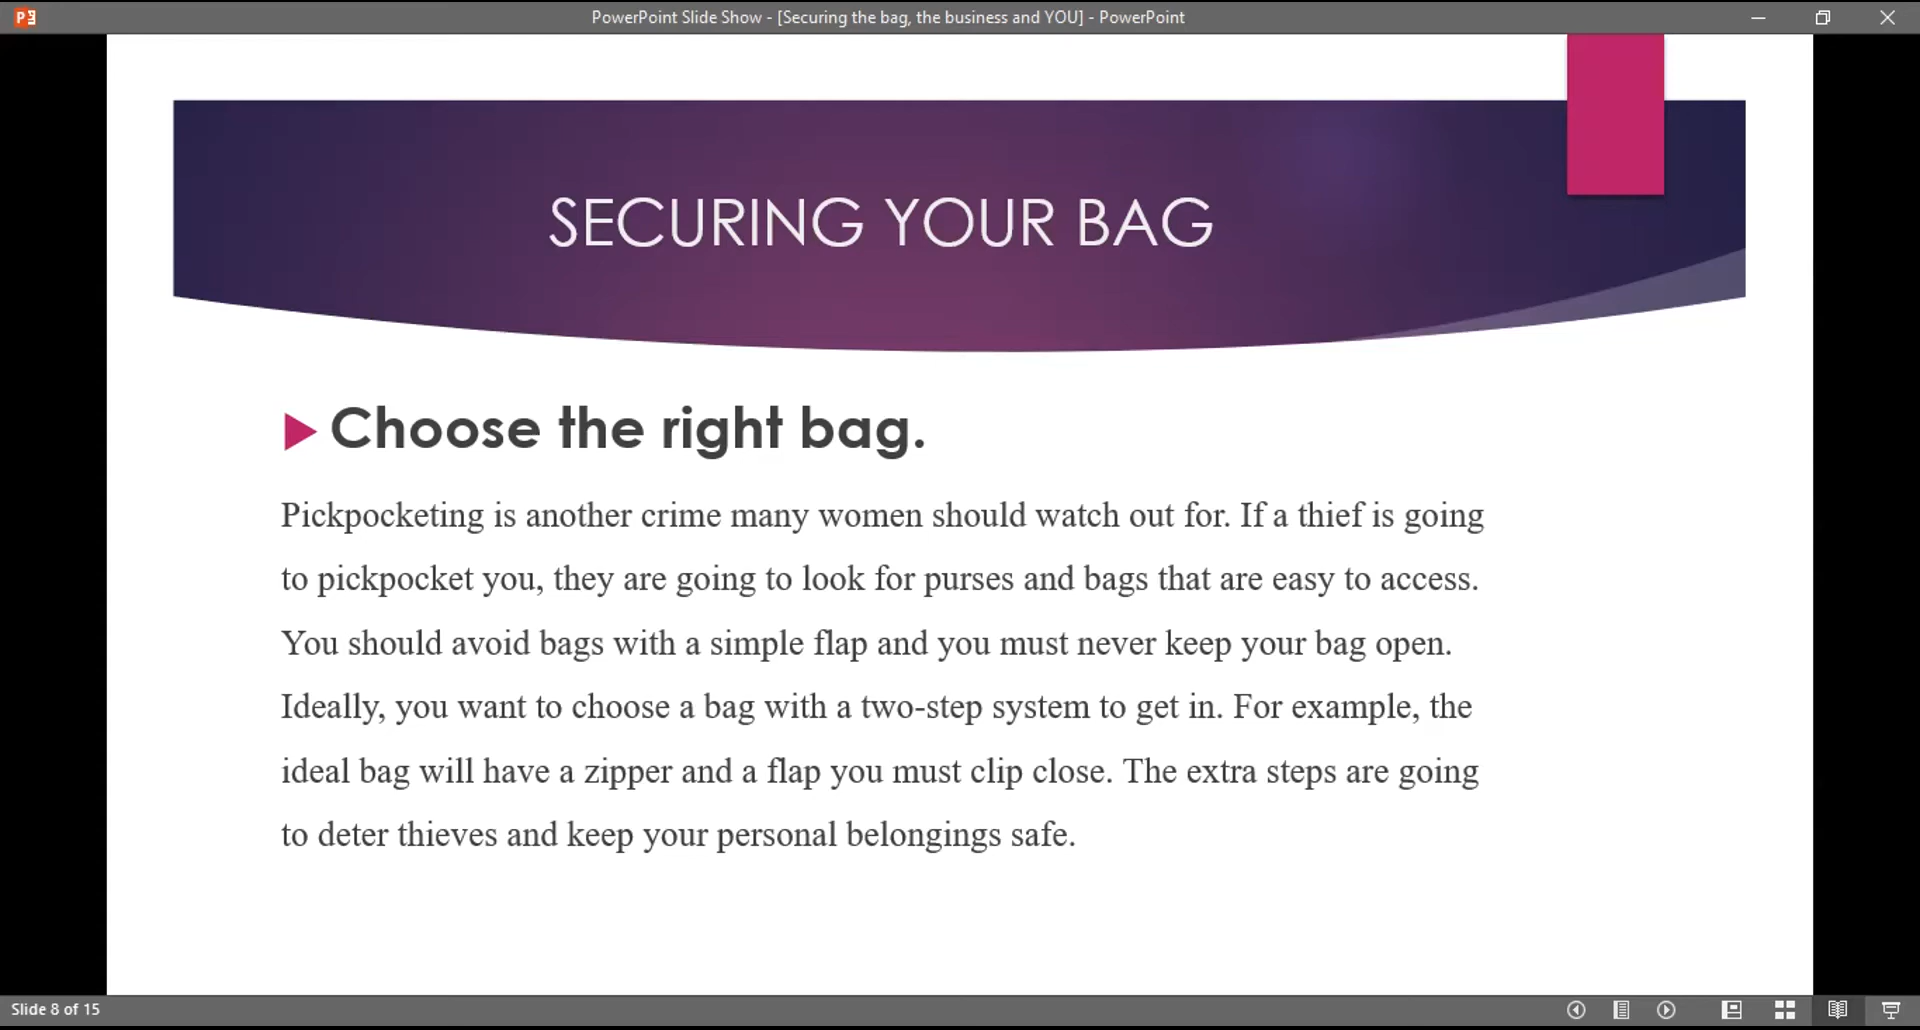 PowerPoint Slide Show - [Securing the bag, the business and YOU] - PowerPoint
SECURING YOUR BAG
Choose the right bag.
Pickpocketing is another crime many women should watch out for. If a thief is going
to pickpocket you, they are going to look for purses and bags that are easy to access.
You should avoid bags with a simple flap and you must never keep your bag open.
Ideally, you want to choose a bag with a two-step system to get in. For example, the
ideal bag will have a zipper and a flap you must clip close. The extra steps are going
to deter thieves and keep your personal belongings safe.
Slide 8 of 15